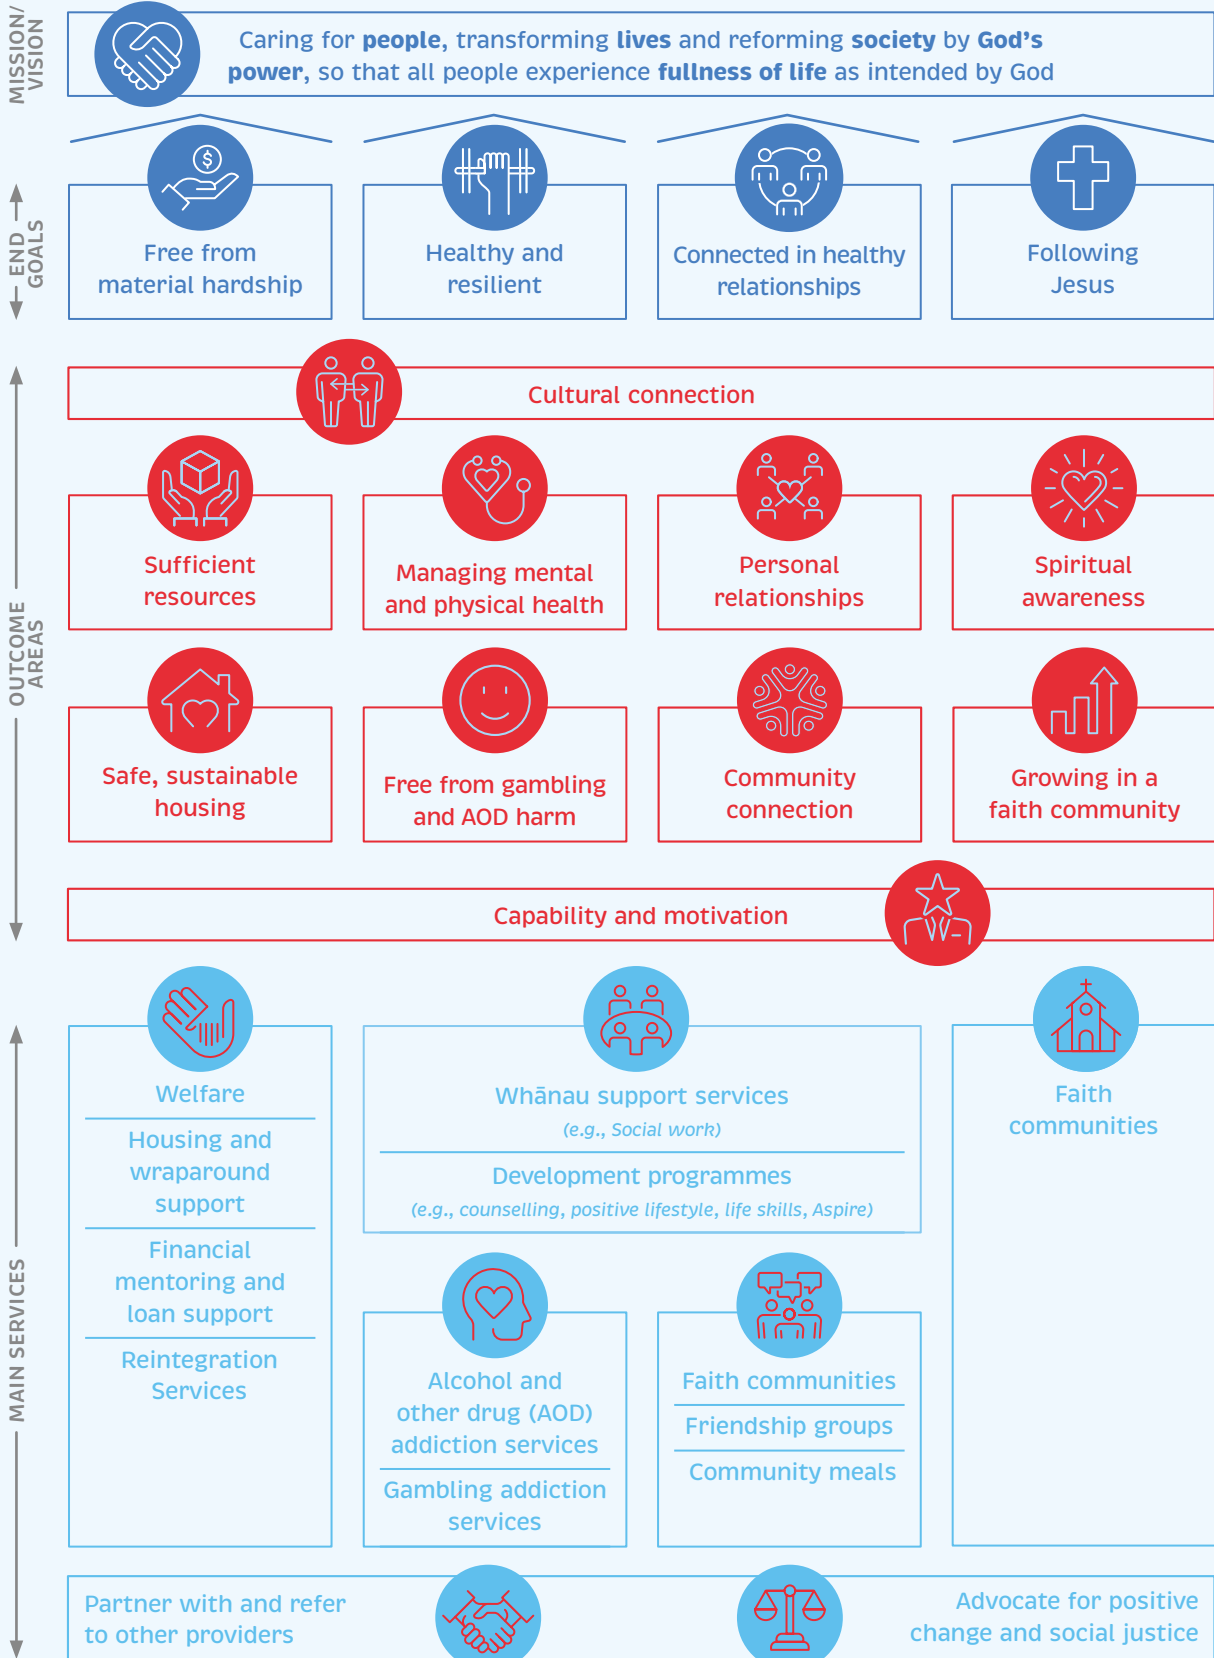 MISSION/
VISION
Caring for people, transforming lives and reforming society by God's
power, so that all people experience fullness of life as intended by God
END
GOALS
$
Free from
material hardship
Healthy and
resilient
Connected in healthy
relationships
Following
Jesus
OUTCOME
AREAS
Cultural connection
Sufficient
resources
Managing mental
and physical health
Personal
relationships
Spiritual
awareness
Safe, sustainable
housing
Free from gambling
and AOD harm
Community
connection
Growing in a
faith community
Capability and motivation
MAIN SERVICES
Welfare
Housing and
wraparound
support
Financial
mentoring and
loan support
Reintegration
Services
Whānau support services
(e.g., Social work)
Development programmes
(e.g., counselling, positive lifestyle, life skills, Aspire)
Alcohol and
other drug (AOD)
addiction services
Gambling addiction
services
Faith communities
Friendship groups
Community meals
Faith
communities
Partner with and refer
to other providers
Advocate for positive
change and social justice